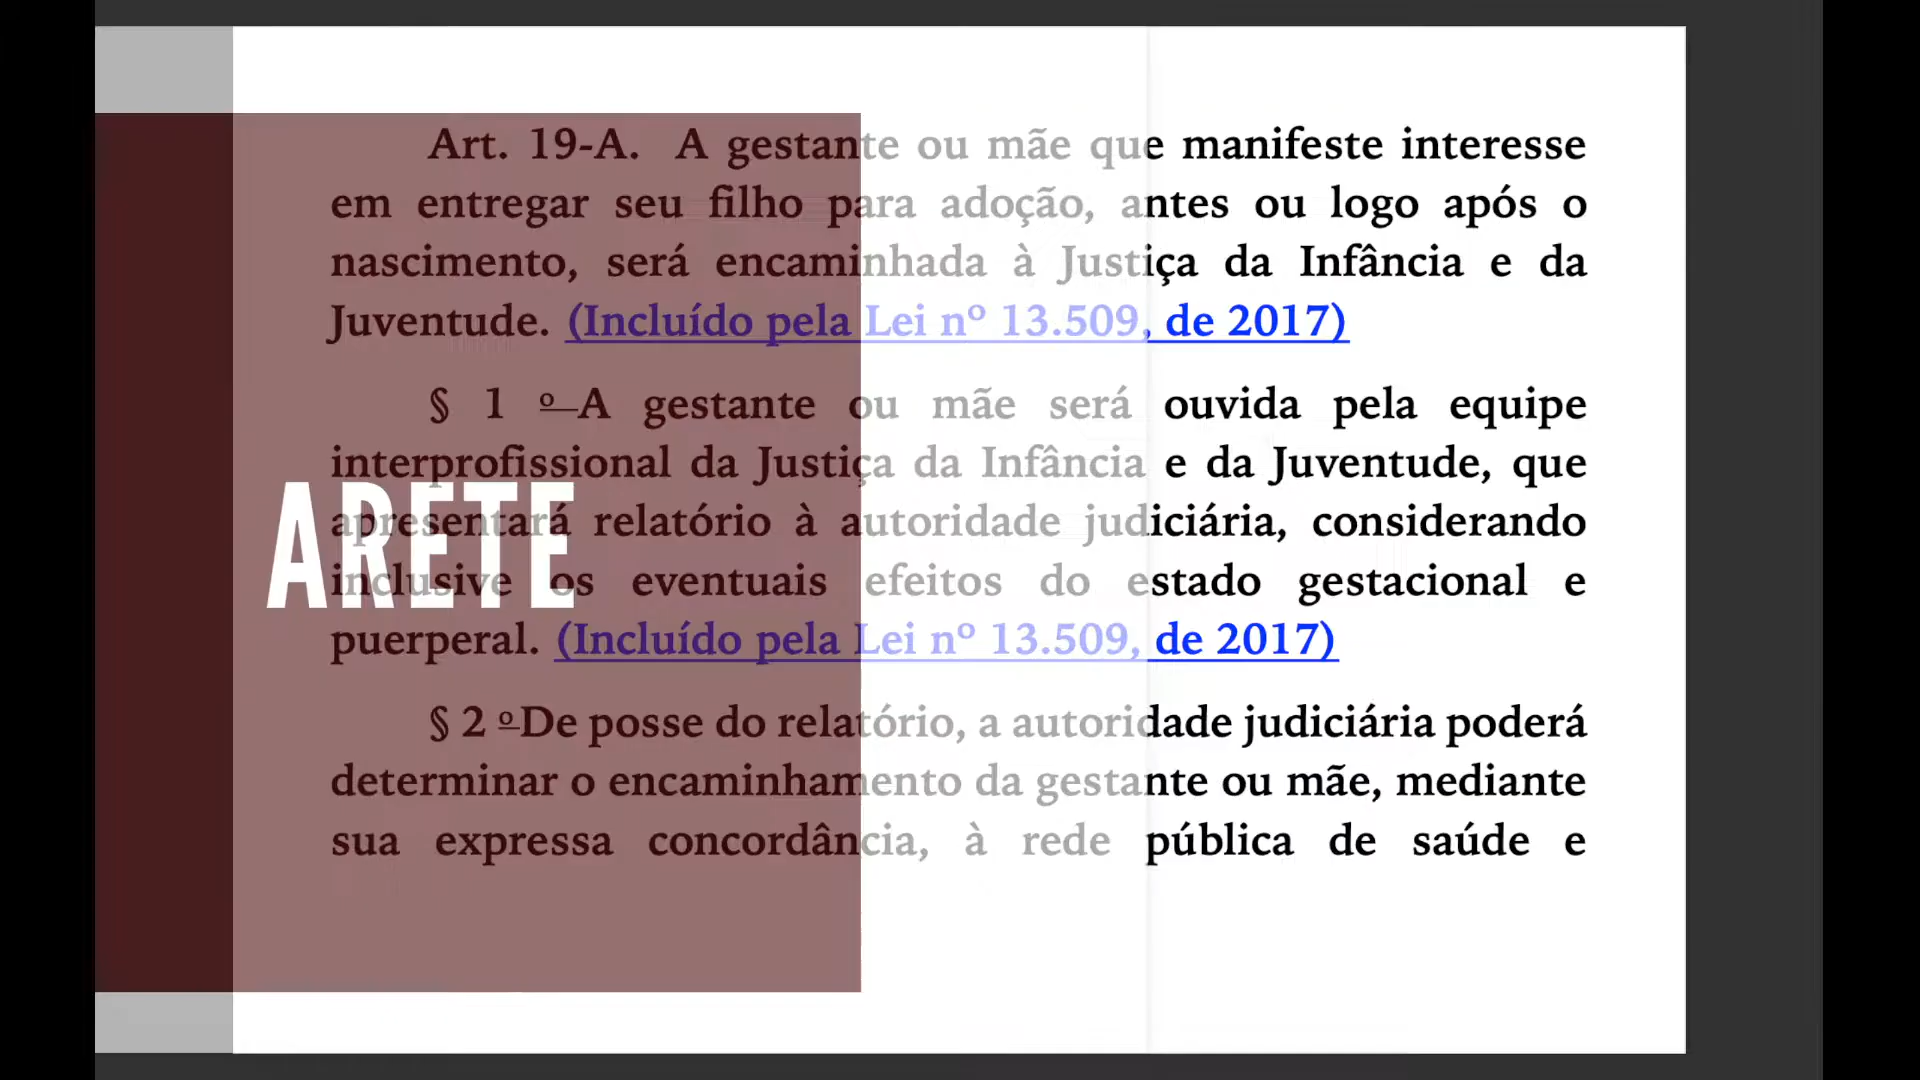 Art. 19-A. A gestante ou mãe que manifeste interesse
em entregar seu filho para adoção, antes ou logo após o
nascimento, será encaminhada à Justiça da Infância e da
Juventude. (Incluído pela Lei nº 13.509, de 2017)
§ 1 º A gestante ou mãe será ouvida pela equipe
interprofissional da Justiça da Infância e da Juventude, que
apresentará relatório à autoridade judiciária, considerando
inclusive os eventuais efeitos do estado gestacional e
puerperal. (Incluído pela Lei nº 13.509, de 2017)
§ 2 º De posse do relatório, a autoridade judiciária poderá
determinar o encaminhamento da gestante ou mãe, mediante
sua expressa concordância, à rede pública de saúde e
ARETE